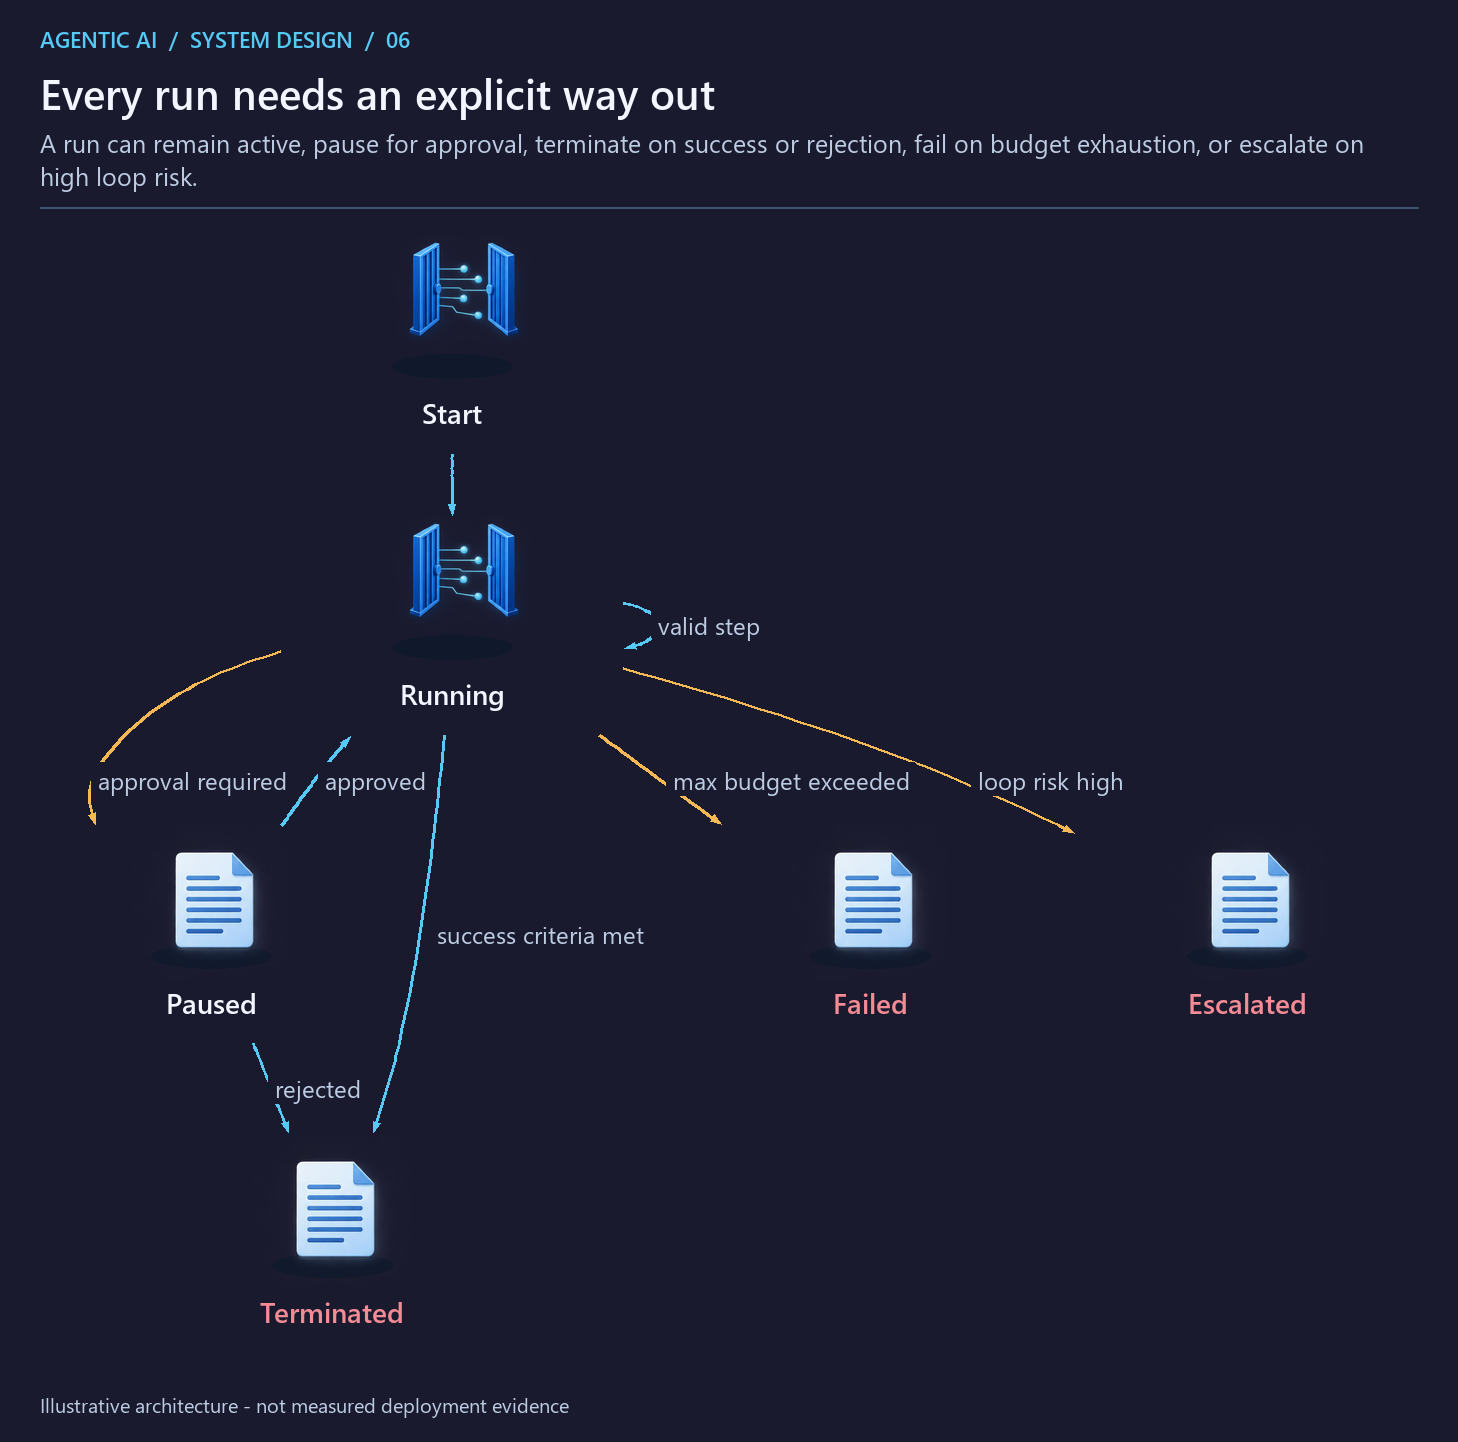 AGENTIC AI / SYSTEM DESIGN / 06
Every run needs an explicit way out
A run can remain active, pause for approval, terminate on success or rejection, fail on budget exhaustion, or escalate on
high loop risk.
Start
valid step
Running
approval required
approved
max budget exceeded
loop risk high
success criteria met
Paused
Failed
Escalated
rejected
Terminated
Illustrative architecture - not measured deployment evidence